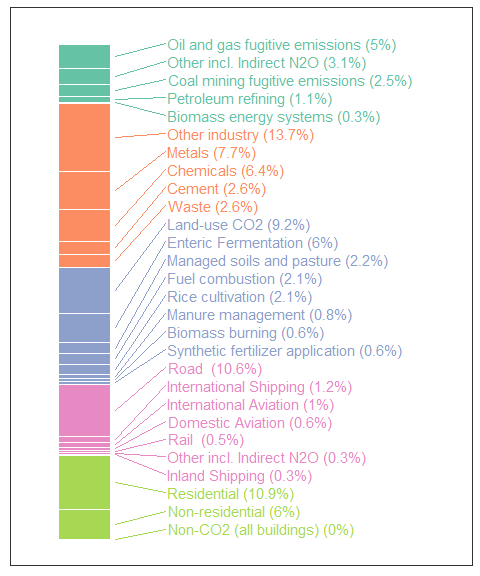 Oil and gas fugitive emissions (5%)
Other incl. Indirect N2O (3.1%)
Coal mining fugitive emissions (2.5%)
Petroleum refining (1.1%)
Biomass energy systems (0.3%)
Other industry (13.7%)
Metals (7.7%)
Chemicals (6.4%)
Cement (2.6%)
Waste (2.6%)
Land-use CO2 (9.2%)
Enteric Fermentation (6%)
Managed soils and pasture (2.2%)
Fuel combustion (2.1%)
Rice cultivation (2.1%)
Manure management (0.8%)
Biomass burning (0.6%)
Synthetic fertilizer application (0.6%)
Road (10.6%)
International Shipping (1.2%)
International Aviation (1%)
Domestic Aviation (0.6%)
Rail (0.5%)
Other incl. Indirect N2O (0.3%)
Inland Shipping (0.3%)
Residential (10.9%)
Non-residential (6%)
Non-CO2 (all buildings) (0%)